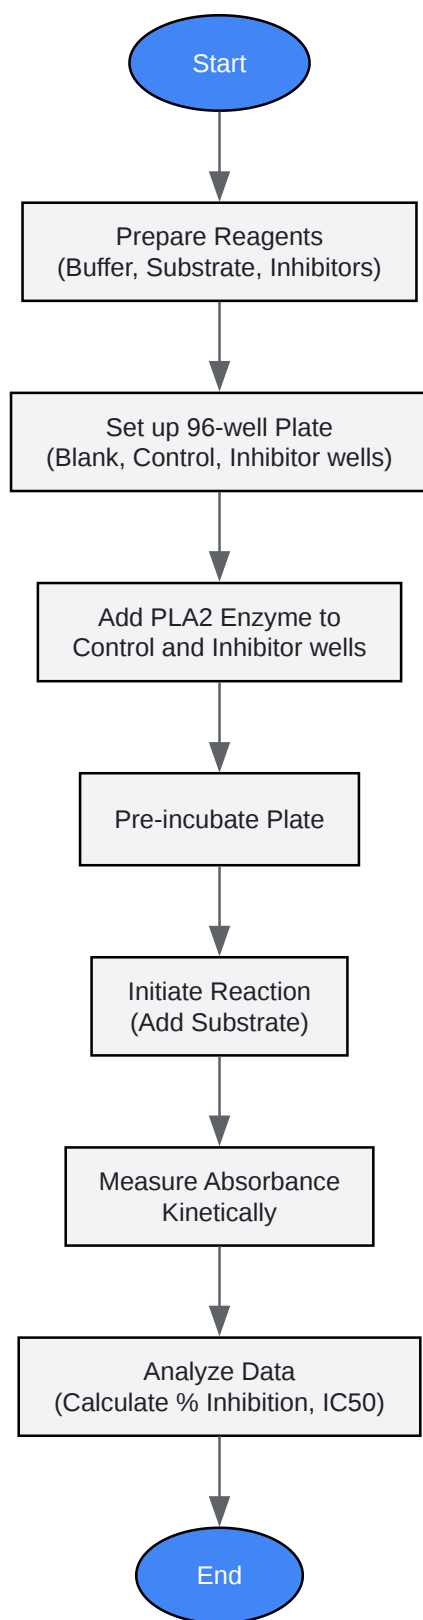 Start
Prepare Reagents
(Buffer, Substrate, Inhibitors)
Set up 96-well Plate
(Blank, Control, Inhibitor wells)
Add PLA2 Enzyme to
Control and Inhibitor wells
Pre-incubate Plate
Initiate Reaction
(Add Substrate)
Measure Absorbance
Kinetically
Analyze Data
(Calculate % Inhibition, IC50)
End